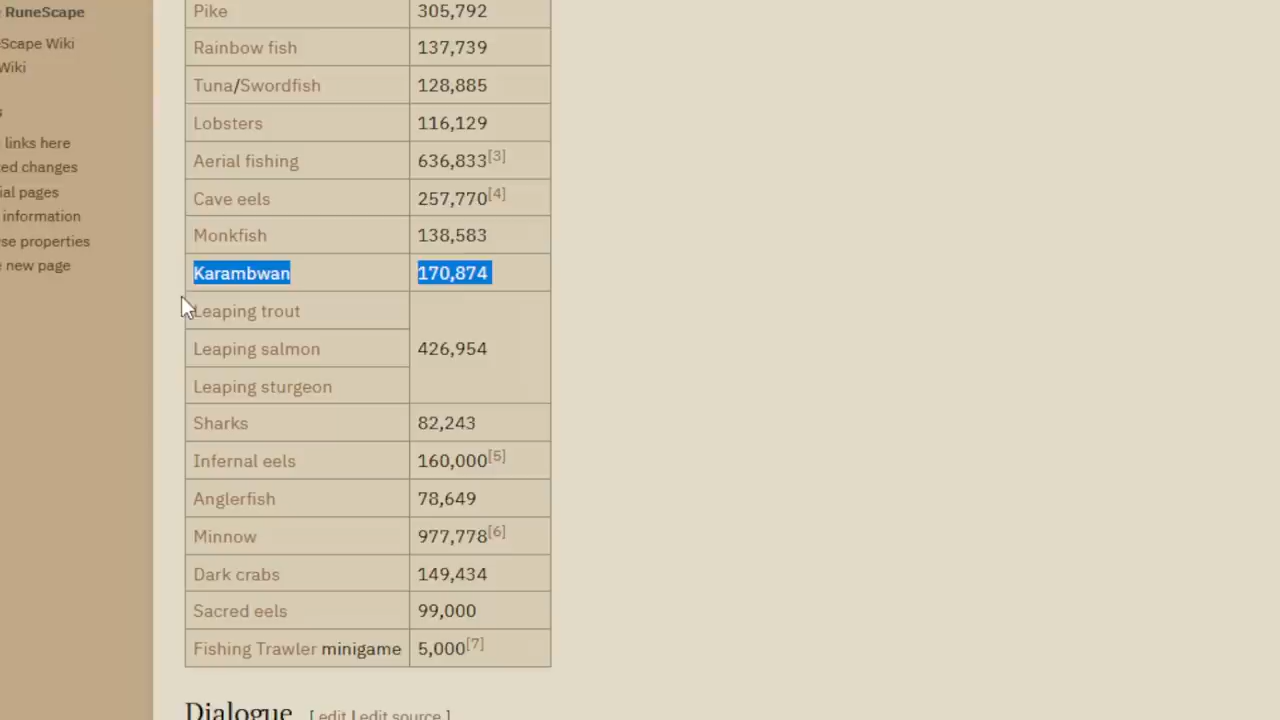 RuneScape
Scape Wiki
Wiki
s
links here
ed changes
ial pages
information
se properties
new page
Pike 305,792
Rainbow fish 137,739
Tuna/Swordfish 128,885
Lobsters 116,129
Aerial fishing 636,833[3]
Cave eels 257,770[4]
Monkfish 138,583
Karambwan 170,874
Leaping trout
Leaping salmon 426,954
Leaping sturgeon
Sharks 82,243
Infernal eels 160,000[5]
Anglerfish 78,649
Minnow 977,778[6]
Dark crabs 149,434
Sacred eels 99,000
Fishing Trawler minigame 5,000[7]
Dialogue [ edit | edit source ]